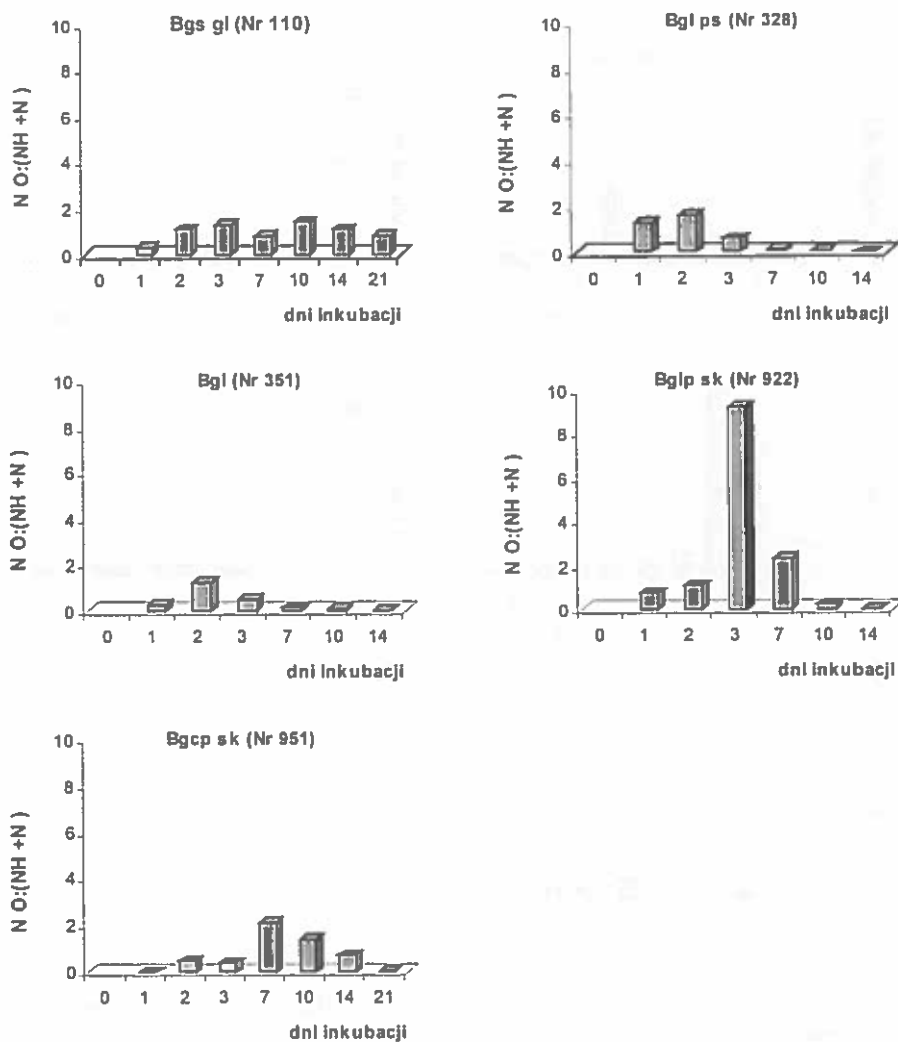 Bgs gl (Nr 110)
N O:(NH +N )
10
8
6
4
2
0
0 1 2 3 7 10 14 21
dni inkubacji
Bgl ps (Nr 328)
N O:(NH +N )
10
8
6
4
2
0
0 1 2 3 7 10 14
dni inkubacji
Bgl (Nr 351)
N O:(NH +N )
10
8
6
4
2
0
0 1 2 3 7 10 14
dni inkubacji
Bglp sk (Nr 922)
N O:(NH +N )
10
8
6
4
2
0
0 1 2 3 7 10 14
dni inkubacji
Bgcp sk (Nr 951)
N O:(NH +N )
10
8
6
4
2
0
0 1 2 3 7 10 14 21
dni inkubacji